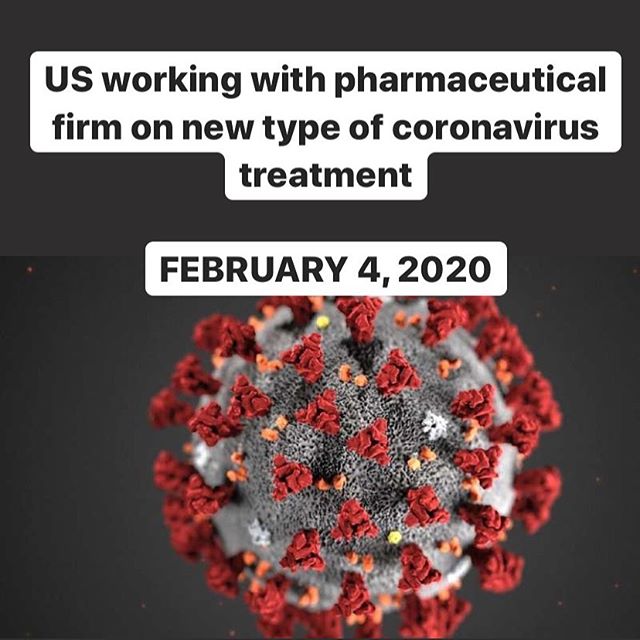 US working with pharmaceutical
firm on new type of coronavirus
treatment
FEBRUARY 4, 2020